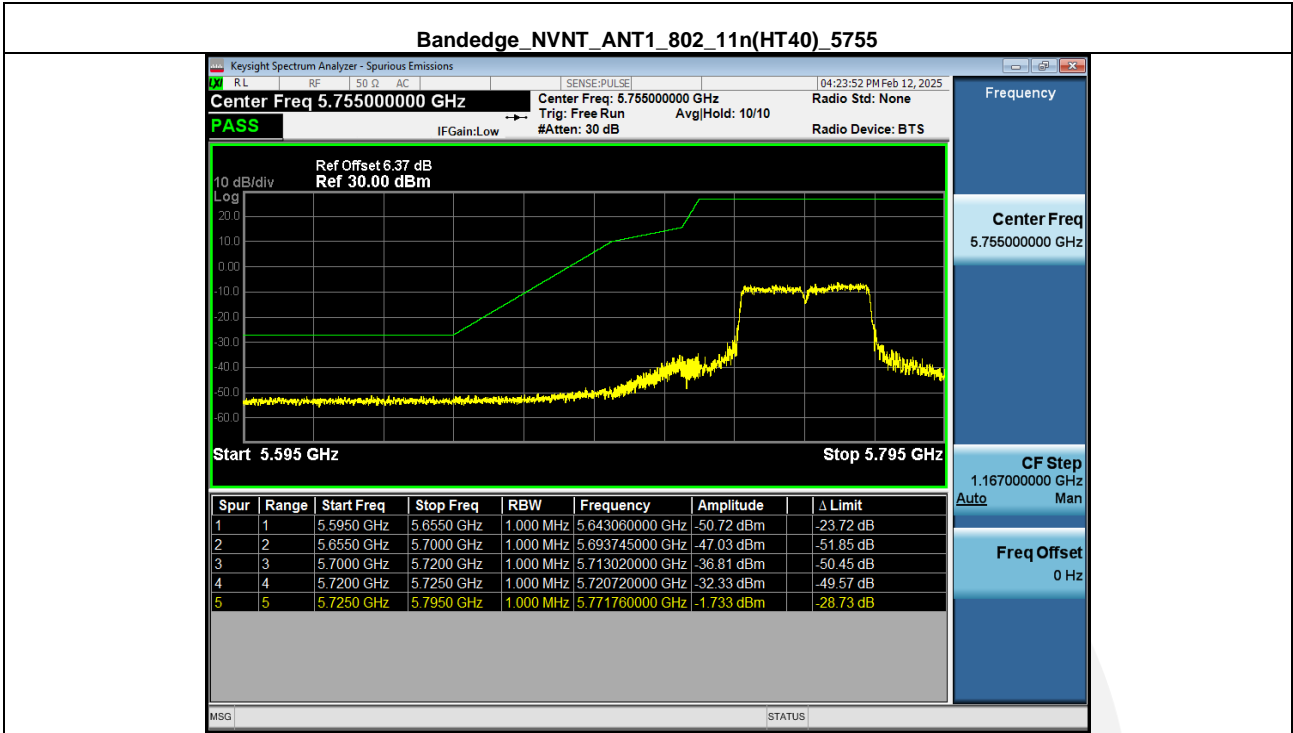 Bandedge_NVNT_ANT1_802_11n(HT40)_5755
Keysight Spectrum Analyzer - Spurious Emissions
LXI RL RF 50 Ω AC SENSE:PULSE 04:23:52 PM Feb 12, 2025
Center Freq 5.755000000 GHz Center Freq: 5.755000000 GHz Radio Std: None
Trig: Free Run Avg|Hold: 10/10
PASS IFGain:Low #Atten: 30 dB Radio Device: BTS
Ref Offset 6.37 dB
10 dB/div Ref 30.00 dBm
Log
20.0
10.0
0.00
-10.0
-20.0
-30.0
-40.0
-50.0
-60.0
Start 5.595 GHz Stop 5.795 GHz
Spur Range Start Freq Stop Freq RBW Frequency Amplitude Δ Limit
1 1 5.5950 GHz 5.6550 GHz 1.000 MHz 5.643060000 GHz -50.72 dBm -23.72 dB
2 2 5.6550 GHz 5.7000 GHz 1.000 MHz 5.693745000 GHz -47.03 dBm -51.85 dB
3 3 5.7000 GHz 5.7200 GHz 1.000 MHz 5.713020000 GHz -36.81 dBm -50.45 dB
4 4 5.7200 GHz 5.7250 GHz 1.000 MHz 5.720720000 GHz -32.33 dBm -49.57 dB
5 5 5.7250 GHz 5.7950 GHz 1.000 MHz 5.771760000 GHz -1.733 dBm -28.73 dB
MSG STATUS
Frequency
Center Freq
5.755000000 GHz
CF Step
1.167000000 GHz
Auto Man
Freq Offset
0 Hz